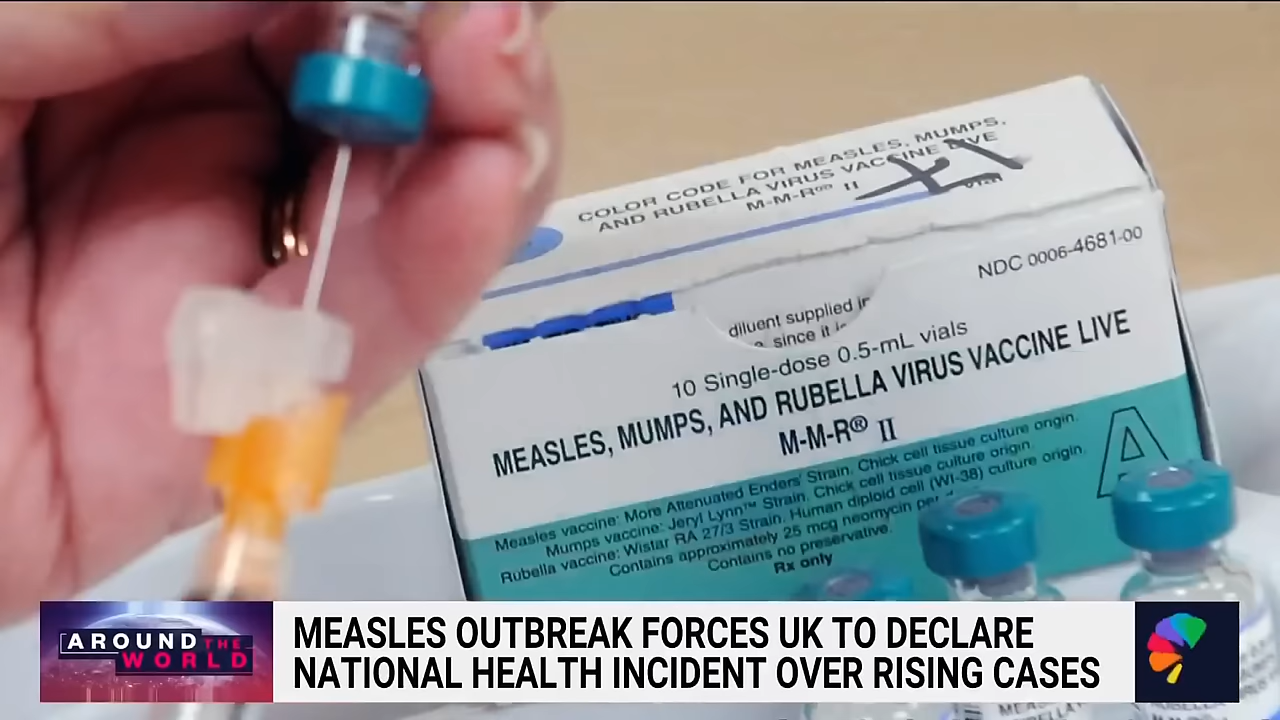 COLOR CODE FOR MEASLES, MUMPS,
AND RUBELLA VIRUS VACCINE LIVE
M-M-R II
NDC 0006-4681-00
diluent supplied
since it
10 Single-dose 0.5-mL vials
MEASLES, MUMPS, AND RUBELLA VIRUS VACCINE LIVE
M-M-R® II
A
Measles vaccine: More Attenuated Enders' Strain. Chick cell tissue culture origin.
Mumps vaccine: Jeryl Lynn™ Strain. Chick cell tissue culture origin.
Rubella vaccine: Wistar RA 27/3 Strain. Human diploid cell (WI-38) culture origin.
Contains approximately 25 mcg neomycin per
Contains no preservative.
Rx only
AROUND THE
WORLD
MEASLES OUTBREAK FORCES UK TO DECLARE
NATIONAL HEALTH INCIDENT OVER RISING CASES